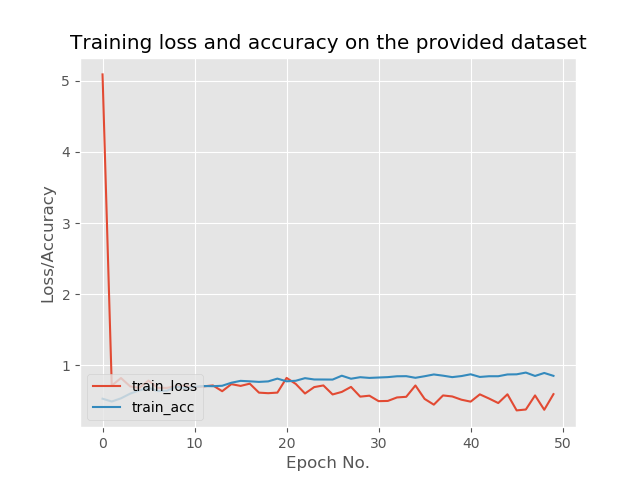 Training loss and accuracy on the provided dataset
Loss/Accuracy
5
4
3
2
1
train_loss
train_acc
0
10
20
30
40
50
Epoch No.